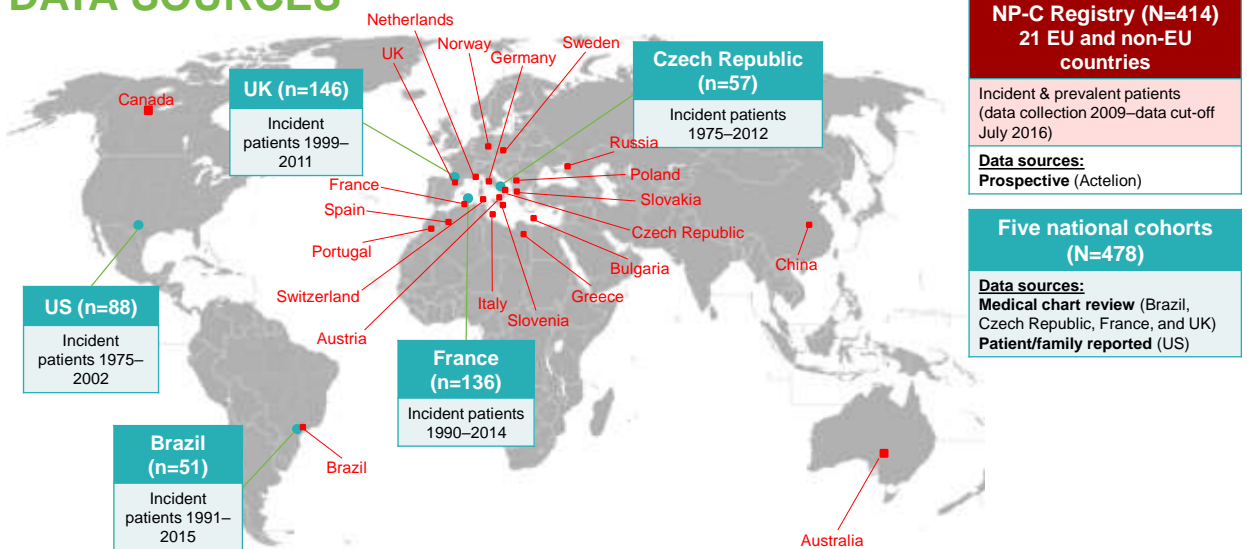 DATA SOURCES
Netherlands
UK
Norway
Germany
Sweden
Canada
UK (n=146)
Incident
patients 1999–
2011
Czech Republic
(n=57)
Incident patients
1975–2012
Russia
Poland
Slovakia
Czech Republic
Bulgaria
Greece
Slovenia
Italy
France
Spain
Portugal
Switzerland
Austria
China
US (n=88)
Incident
patients 1975–
2002
France
(n=136)
Incident patients
1990–2014
Brazil
(n=51)
Incident
patients 1991–
2015
Brazil
Australia
NP-C Registry (N=414)
21 EU and non-EU
countries
Incident & prevalent patients
(data collection 2009–data cut-off
July 2016)
Data sources:
Prospective (Actelion)
Five national cohorts
(N=478)
Data sources:
Medical chart review (Brazil,
Czech Republic, France, and UK)
Patient/family reported (US)